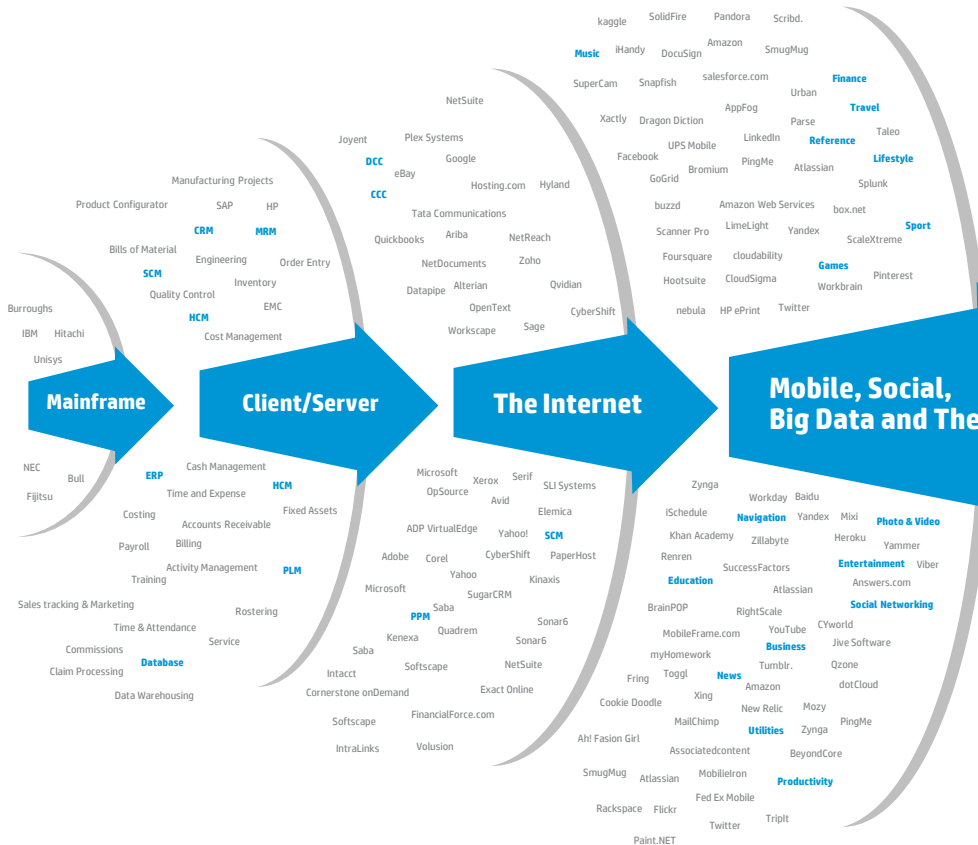 Burroughs
IBM Hitachi
Unisys
Mainframe
NEC
Bull
Fijitsu
Manufacturing Projects
Product Configurator SAP HP
CRM MRM
Bills of Material
Engineering Order Entry
SCM
Inventory
Quality Control
EMC
HCM
Cost Management
Client/Server
Cash Management
ERP
HCM
Time and Expense
Fixed Assets
Costing
Accounts Receivable
Payroll Billing
Activity Management PLM
Training
Sales tracking & Marketing
Rostering
Time & Attendance
Service
Commissions
Database
Claim Processing
Data Warehousing
NetSuite
Joyent Plex Systems
DCC Google
eBay
Hosting.com Hyland
CCC
Tata Communications
Quickbooks Ariba NetReach
NetDocuments Zoho
Datapipe Alterian Qvidian
OpenText CyberShift
Workscape Sage
The Internet
Microsoft Xerox Serif
OpSource SLI Systems
Avid
Elemica
ADP VirtualEdge Yahoo! SCM
Adobe Corel CyberShift PaperHost
Yahoo Kinaxis
Microsoft SugarCRM
Saba
PPM Sonar6
Quadrem
Kenexa Sonar6
Saba
Softscape NetSuite
Intacct
Cornerstone onDemand Exact Online
FinancialForce.com
Softscape
IntraLinks Volusion
kaggle SolidFire Pandora Scribd.
Music iHandy DocuSign Amazon SmugMug
SuperCam Snapfish salesforce.com Finance
Urban
AppFog Travel
Xactly Dragon Diction Parse
Taleo
UPS Mobile LinkedIn Reference
Facebook PingMe Lifestyle
GoGrid Bromium Atlassian
Splunk
buzzd Amazon Web Services box.net
Scanner Pro LimeLight Yandex Sport
ScaleXtreme
Foursquare cloudability
Games
Hootsuite CloudSigma Pinterest
Workbrain
nebula HP ePrint Twitter
Mobile, Social,
Big Data and The
Zynga
Workday Baidu
iSchedule Navigation Yandex Mixi Photo & Video
Khan Academy Zillabyte Heroku
Yammer
Renren SuccessFactors Entertainment Viber
Education Answers.com
Atlassian
BrainPOP RightScale Social Networking
MobileFrame.com YouTube CYworld
myHomework Business Jive Software
Tumblr. Qzone
Fring Toggl News
Amazon dotCloud
Cookie Doodle Xing
New Relic Mozy
MailChimp PingMe
Utilities Zynga
Ah! Fasion Girl
Associatedcontent BeyondCore
SmugMug MobilieIron
Atlassian Productivity
Fed Ex Mobile
Rackspace Flickr
TripIt
Twitter
Paint.NET